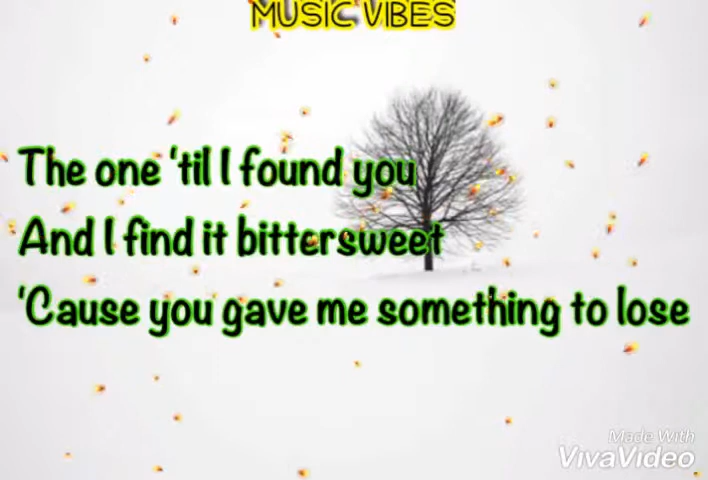 MUSIC VIBES
The one 'til I found you
And I find it bittersweet
'Cause you gave me something to lose
Made With
VivaVideo